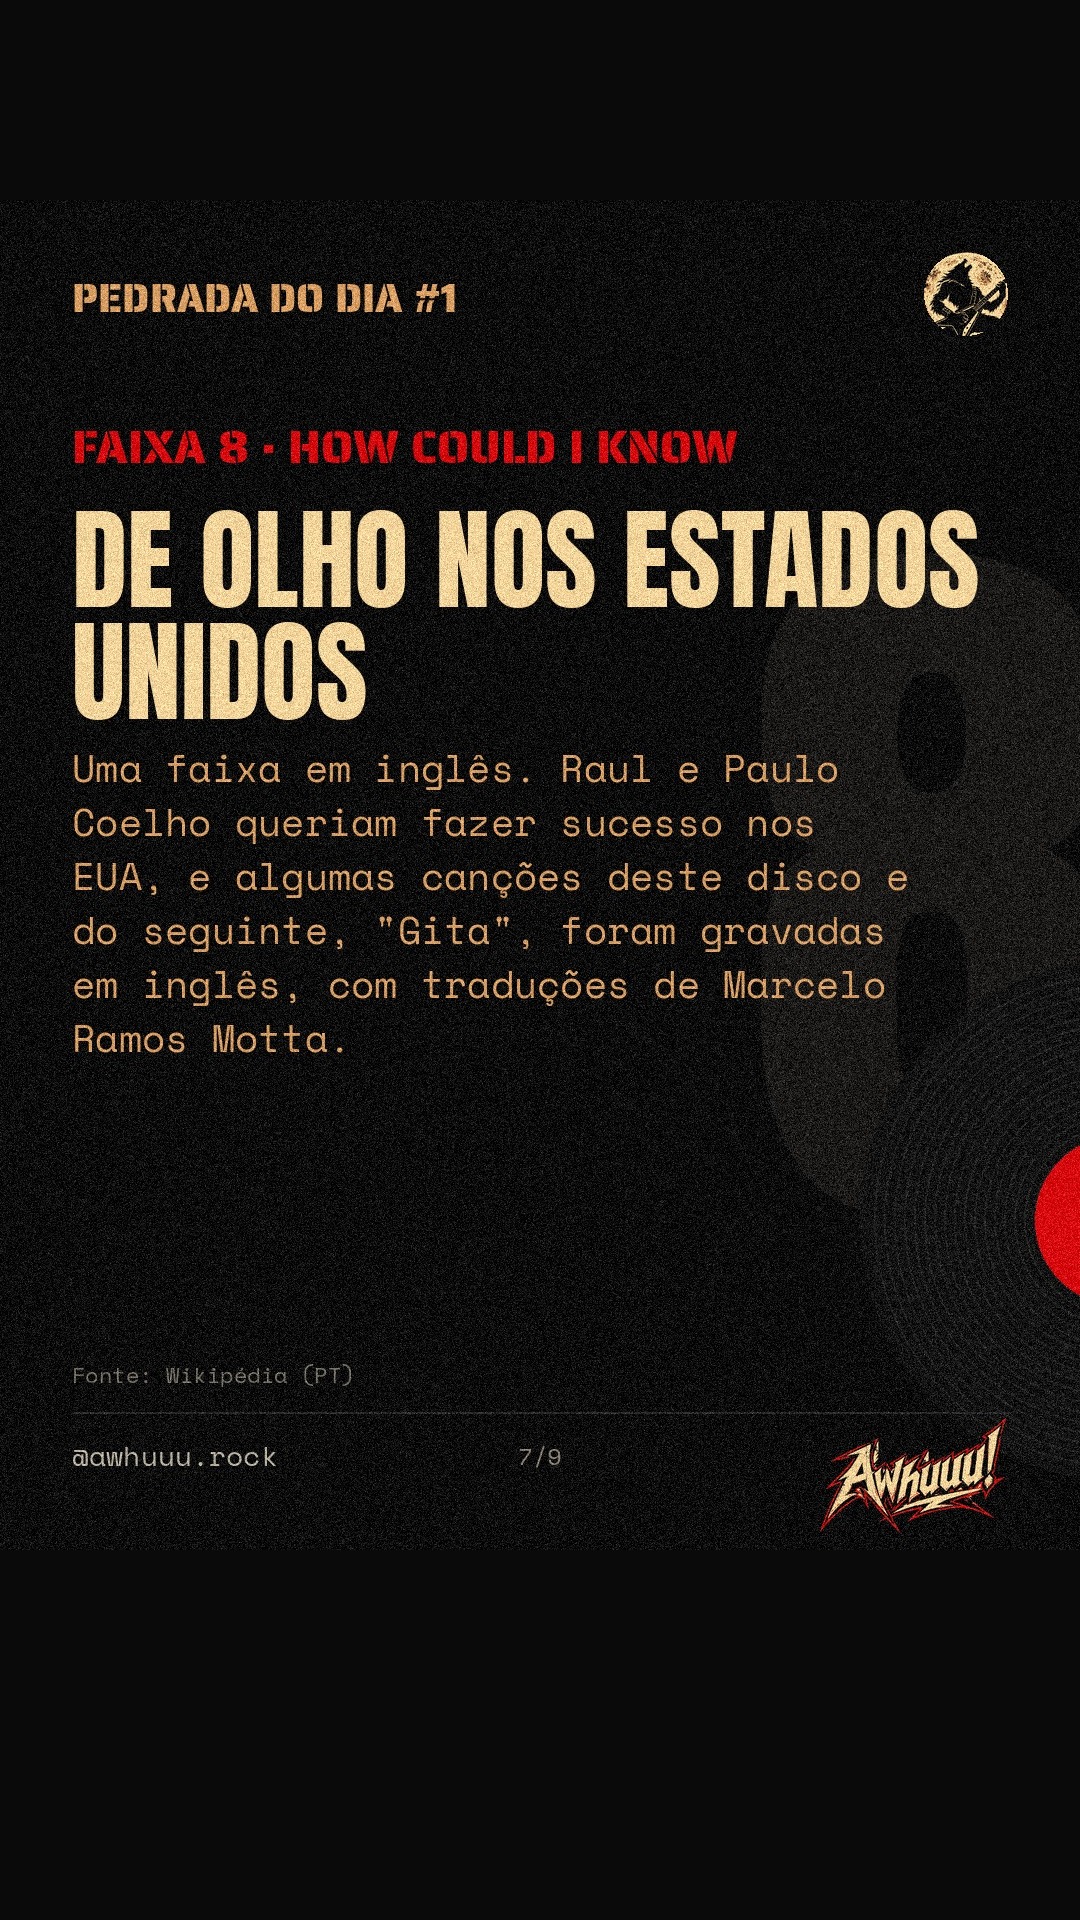 PEDRADA DO DIA #1
FAIXA 8 · HOW COULD I KNOW
DE OLHO NOS ESTADOS
UNIDOS
Uma faixa em inglês. Raul e Paulo
Coelho queriam fazer sucesso nos
EUA, e algumas canções deste disco e
do seguinte, "Gita", foram gravadas
em inglês, com traduções de Marcelo
Ramos Motta.
8
Fonte: Wikipédia (PT)
@awhuuu.rock
7/9
Awhuuu!